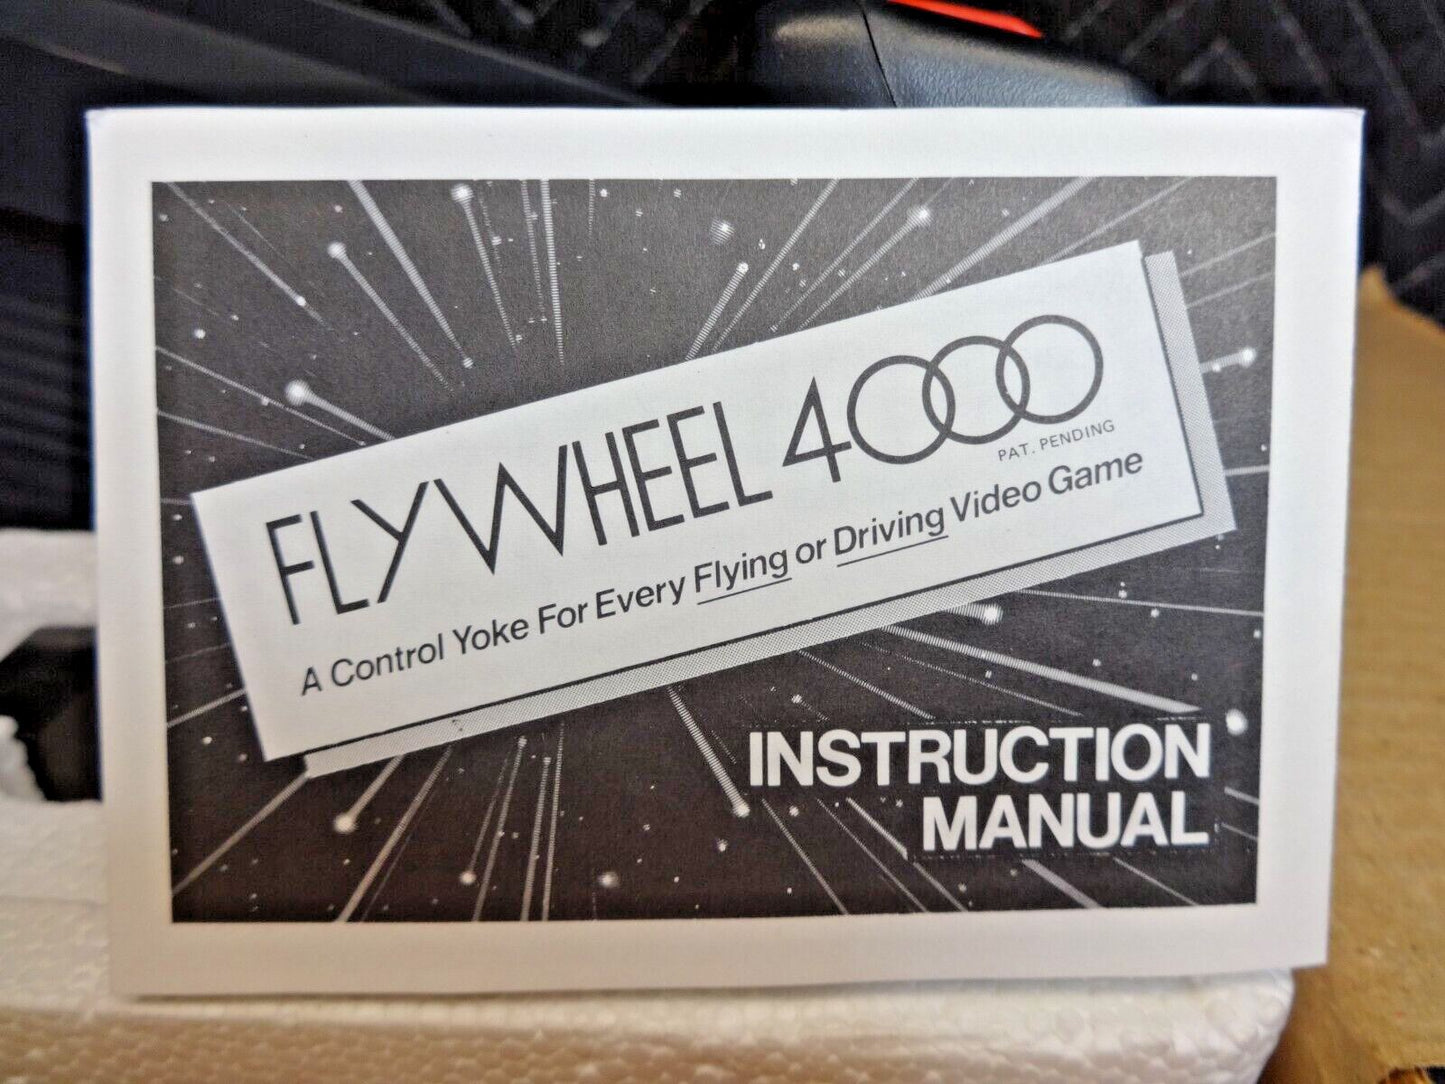 FLYWHEEL 4000
PAT. PENDING
A Control Yoke For Every Flying or Driving Video Game
INSTRUCTION
MANUAL